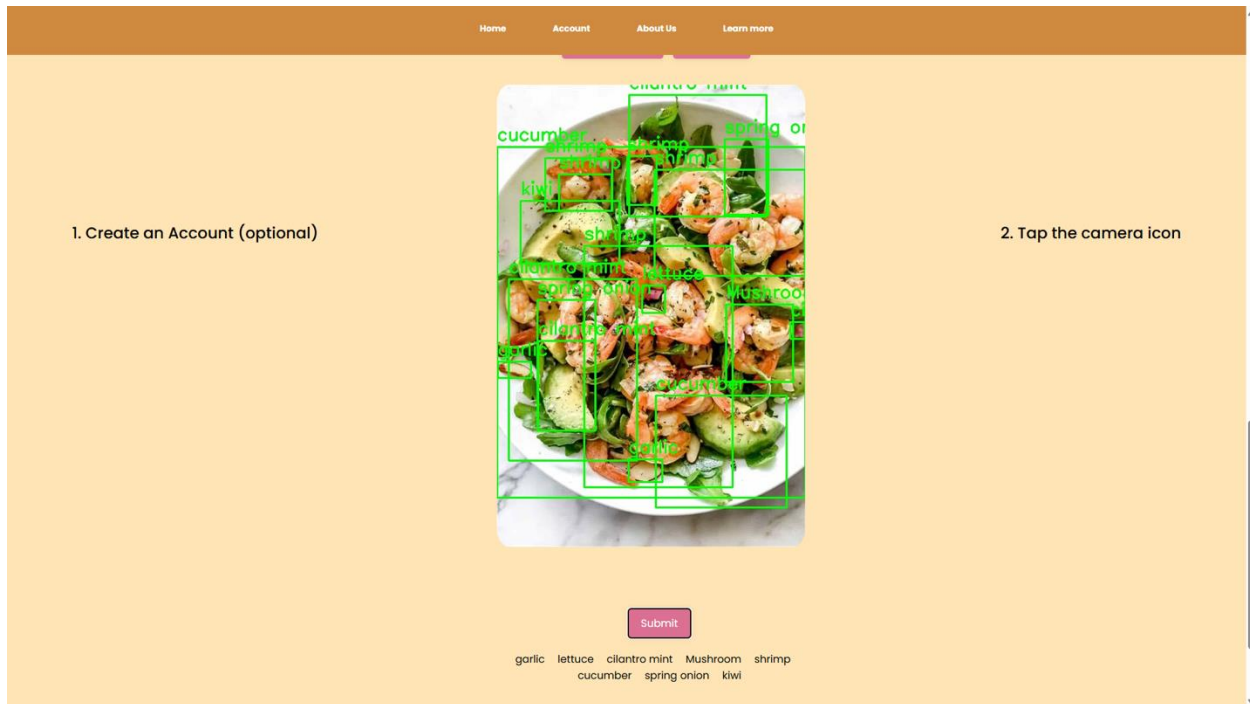 Home Account About Us Learn more
cilantro mint
spring or
cucumber
shrimp
shrimp
shrimp
shrimp
kiwi
1. Create an Account (optional)
2. Tap the camera icon
shrimp
cilantro mint
lettuce
spring onion
Mushroo
cilantro mint
garlic
cucumber
garlic
Submit
garlic lettuce cilantro mint Mushroom shrimp
cucumber spring onion kiwi